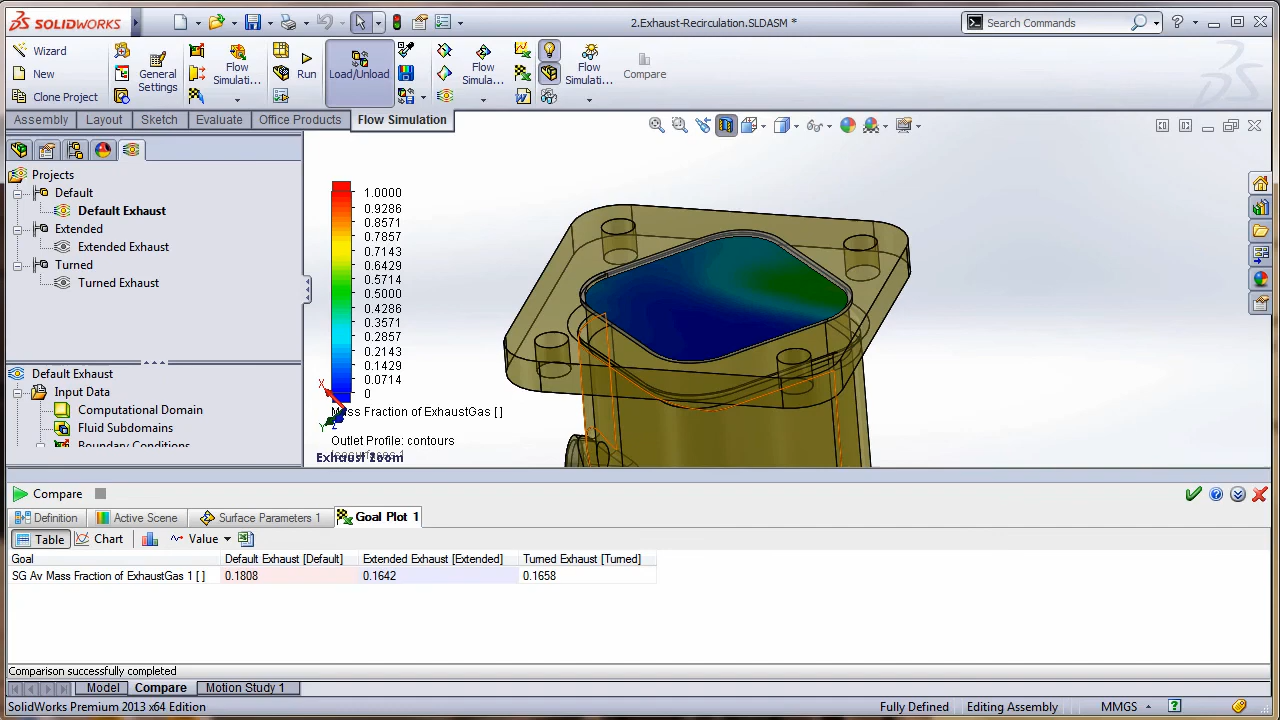 SOLIDWORKS
2.Exhaust-Recirculation.SLDASM *
Search Commands
Wizard
New
Clone Project
General
Settings
Flow
Simulati...
Run
Load/Unload
Flow
Simula...
Flow
Simulati...
Compare
Assembly
Layout
Sketch
Evaluate
Office Products
Flow Simulation
Projects
Default
Default Exhaust
Extended
Extended Exhaust
Turned
Turned Exhaust
Default Exhaust
Input Data
Computational Domain
Fluid Subdomains
Boundary Conditions
1.0000
0.9286
0.8571
0.7857
0.7143
0.6429
0.5714
0.5000
0.4286
0.3571
0.2857
0.2143
0.1429
0.0714
0
X
Y
Z
Mass Fraction of ExhaustGas [ ]
Outlet Profile: contours
Isosurfaces 1
Exhaust Zoom
Compare
Definition
Active Scene
Surface Parameters 1
Goal Plot 1
Table
Chart
Value
Goal Default Exhaust [Default] Extended Exhaust [Extended] Turned Exhaust [Turned]
SG Av Mass Fraction of ExhaustGas 1 [ ] 0.1808 0.1642 0.1658
Comparison successfully completed
Model
Compare
Motion Study 1
SolidWorks Premium 2013 x64 Edition
Fully Defined
Editing Assembly
MMGS